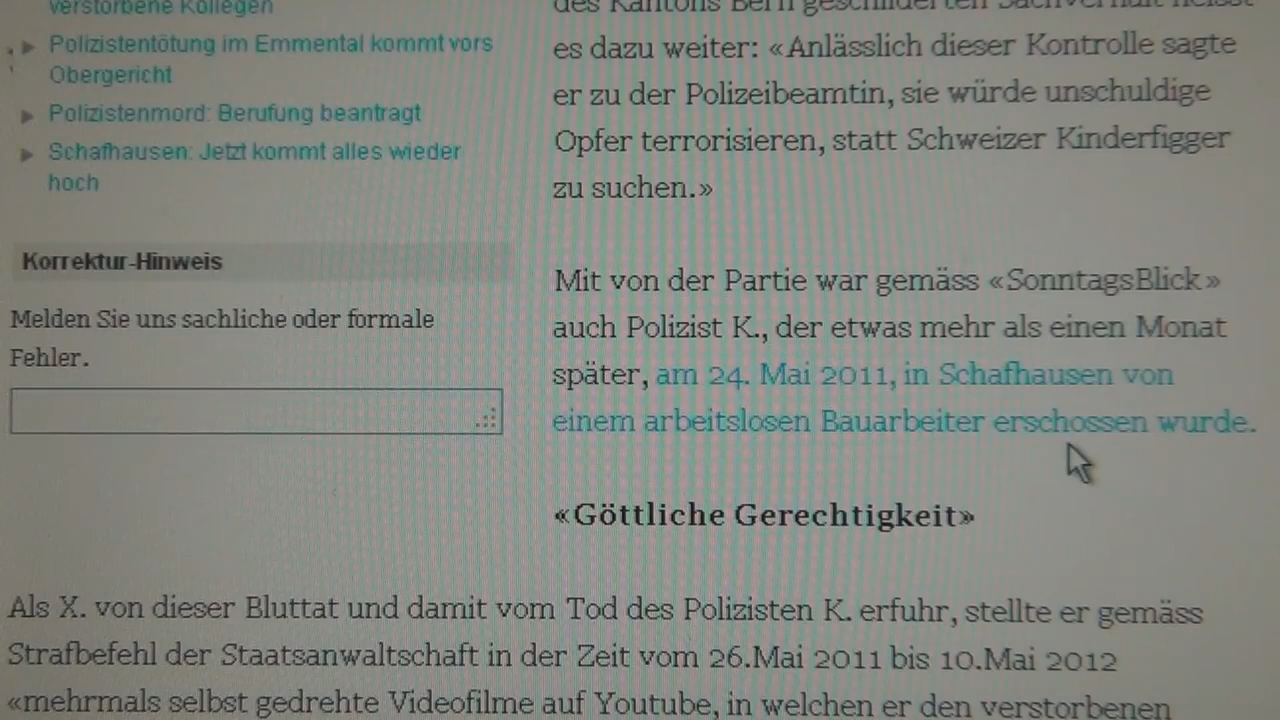 verstorbene Kollegen
Polizistentötung im Emmental kommt vors
Obergericht
Polizistenmord: Berufung beantragt
Schafhausen: Jetzt kommt alles wieder
hoch
Korrektur-Hinweis
Melden Sie uns sachliche oder formale
Fehler.
des Kantons Bern geschilderten Sachverhalt heisst
es dazu weiter: «Anlässlich dieser Kontrolle sagte
er zu der Polizeibeamtin, sie würde unschuldige
Opfer terrorisieren, statt Schweizer Kinderfigger
zu suchen.»
Mit von der Partie war gemäss «SonntagsBlick»
auch Polizist K., der etwas mehr als einen Monat
später, am 24. Mai 2011, in Schafhausen von
einem arbeitslosen Bauarbeiter erschossen wurde.
«Göttliche Gerechtigkeit»
Als X. von dieser Bluttat und damit vom Tod des Polizisten K. erfuhr, stellte er gemäss
Strafbefehl der Staatsanwaltschaft in der Zeit vom 26.Mai 2011 bis 10.Mai 2012
«mehrmals selbst gedrehte Videofilme auf Youtube, in welchen er den verstorbenen